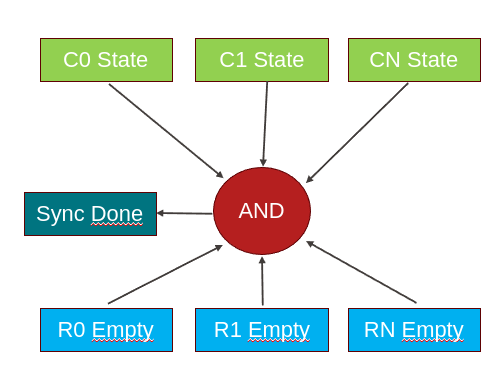 C0 State
C1 State
CN State
AND
Sync Done
R0 Empty
R1 Empty
RN Empty